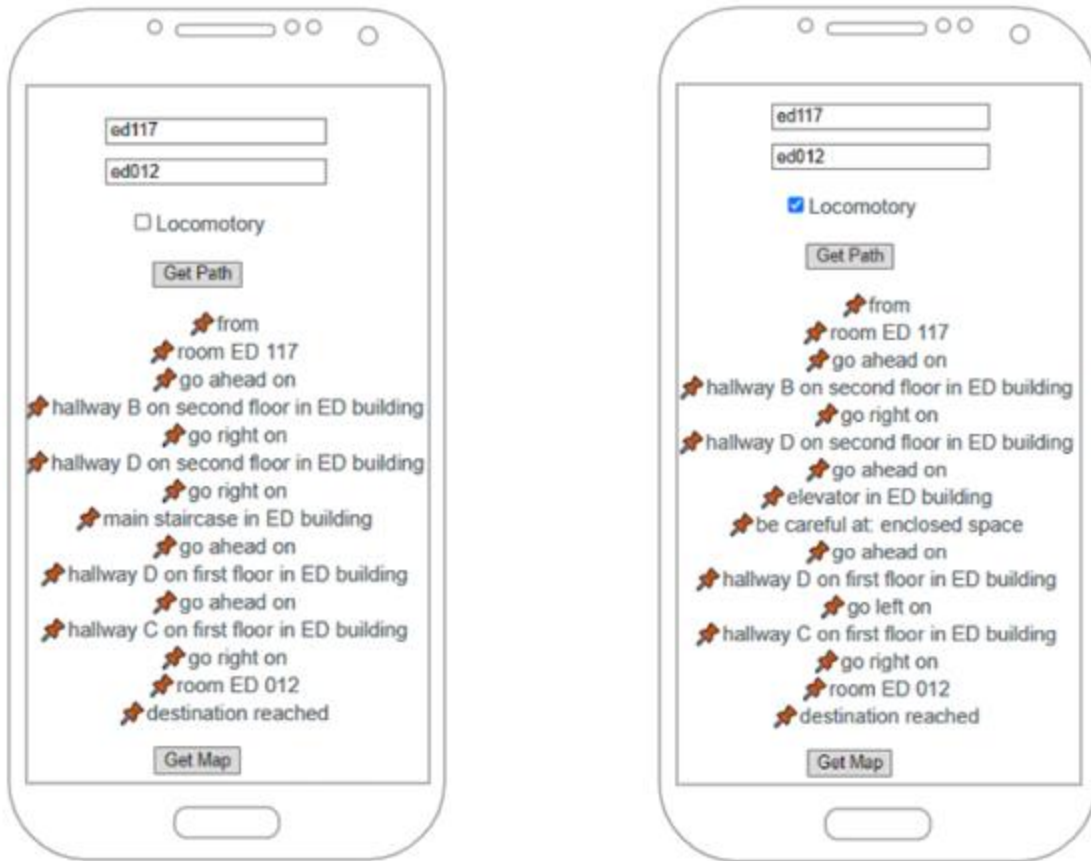 ed117
ed012
Locomotory
Get Path
from
room ED 117
go ahead on
hallway B on second floor in ED building
go right on
hallway D on second floor in ED building
go right on
main staircase in ED building
go ahead on
hallway D on first floor in ED building
go ahead on
hallway C on first floor in ED building
go right on
room ED 012
destination reached
Get Map
ed117
ed012
Locomotory
Get Path
from
room ED 117
go ahead on
hallway B on second floor in ED building
go right on
hallway D on second floor in ED building
go ahead on
elevator in ED building
be careful at: enclosed space
go ahead on
hallway D on first floor in ED building
go left on
hallway C on first floor in ED building
go right on
room ED 012
destination reached
Get Map